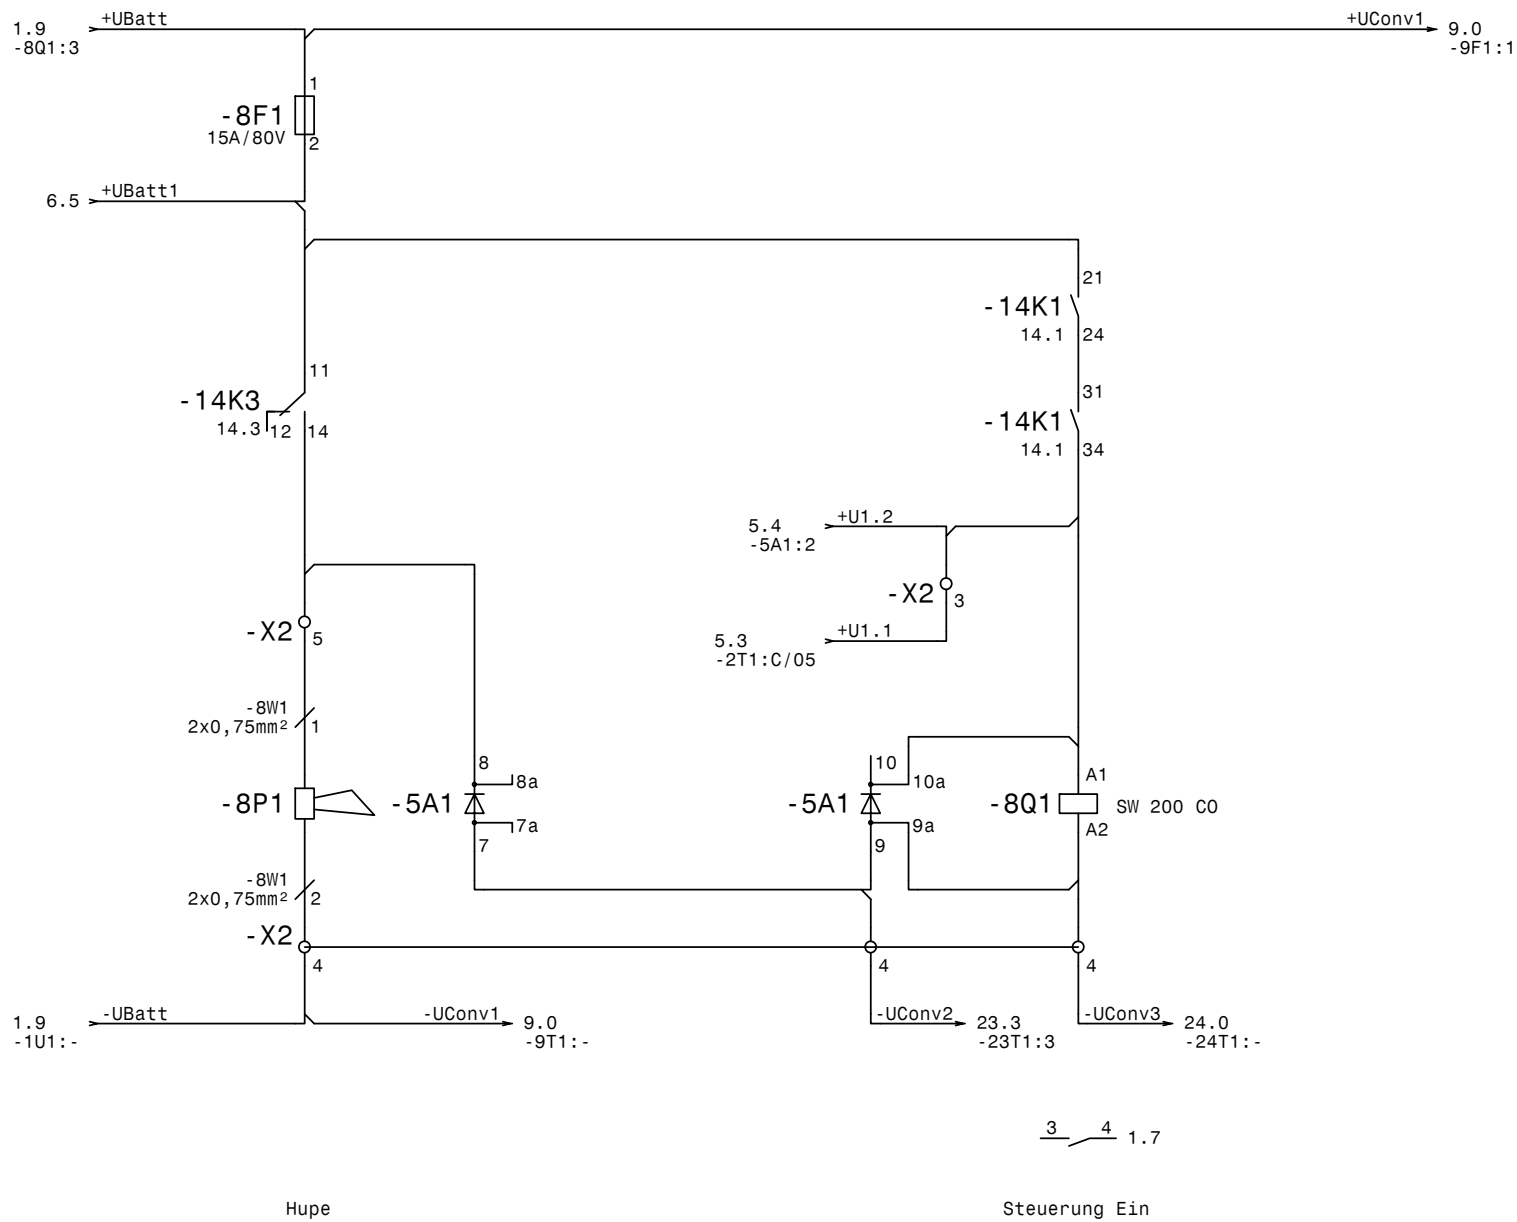 +UBatt
+UConv1
1.9
9.0
-8Q1:3
-9F1:1
1
-8F1
15A/80V
2
+UBatt1
6.5
21
-14K1
14.1
24
11
31
-14K3
-14K1
14.3
12
14
14.1
34
+U1.2
5.4
-5A1:2
-X2
3
+U1.1
5.3
-2T1:C/05
-X2
5
-8W1
2x0,75mm²
1
8
8a
10
10a
A1
-8P1
-5A1
-5A1
-8Q1
SW 200 CO
7a
9a
A2
7
9
-8W1
2x0,75mm²
2
-X2
4
4
4
-UBatt
-UConv1
-UConv2
-UConv3
1.9
9.0
23.3
24.0
-1U1:-
-9T1:-
-23T1:3
-24T1:-
3
4
1.7
Hupe
Steuerung Ein